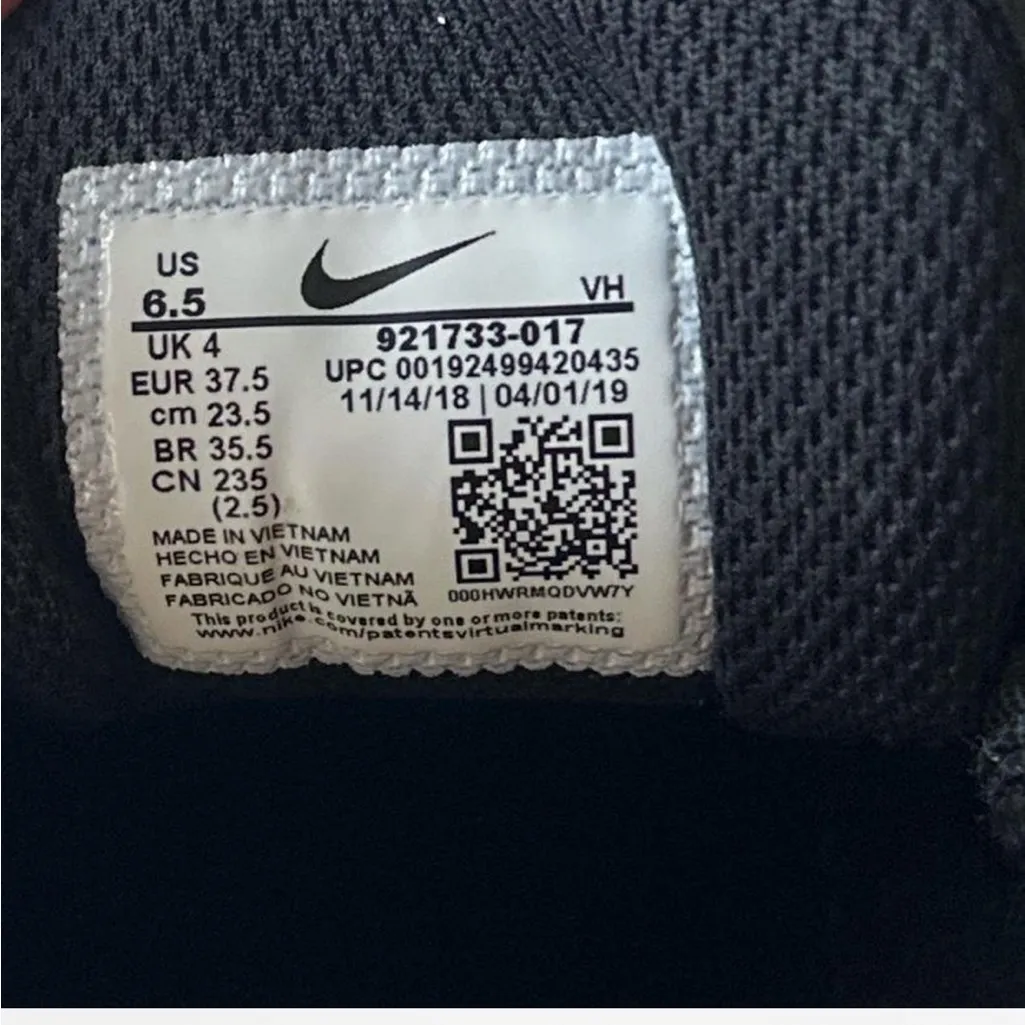 US
6.5
VH
UK 4
EUR 37.5
cm 23.5
BR 35.5
CN 235
(2.5)
921733-017
UPC 00192499420435
11/14/18 | 04/01/19
000HWRMQDVW7Y
MADE IN VIETNAM
HECHO EN VIETNAM
FABRIQUE AU VIETNAM
FABRICADO NO VIETNÃ
This product is covered by one or more patents:
www.nike.com/patentsvirtualmarking